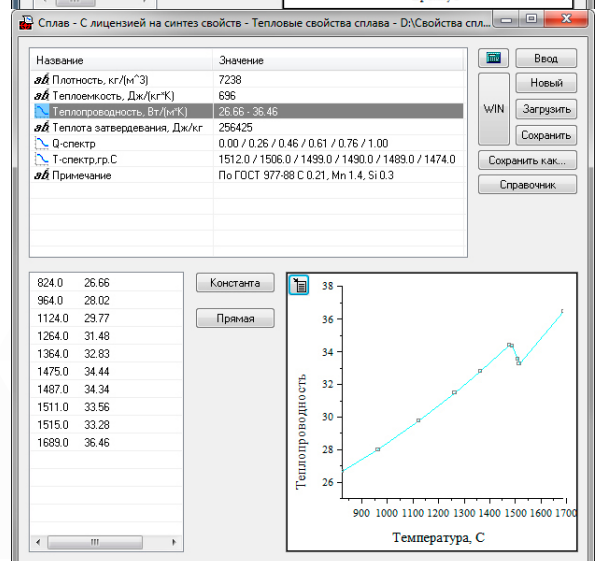 Сплав - С лицензией на синтез свойств - Тепловые свойства сплава - D:\Свойства спл...
Название Значение
Плотность, кг/(м^3) 7238
Теплоемкость, Дж/(кг*К) 696
Теплопроводность, Вт/(м*К) 26.66 - 36.46
Теплота затвердевания, Дж/кг 256425
Q-спектр 0.00 / 0.26 / 0.46 / 0.61 / 0.76 / 1.00
Т-спектр,гр.С 1512.0 / 1506.0 / 1499.0 / 1490.0 / 1489.0 / 1474.0
Примечание По ГОСТ 977-88 С 0.21, Mn 1.4, Si 0.3
Ввод
Новый
WIN
Загрузить
Сохранить
Сохранить как...
Справочник
824.0 26.66
964.0 28.02
1124.0 29.77
1264.0 31.48
1364.0 32.83
1475.0 34.44
1487.0 34.34
1511.0 33.56
1515.0 33.28
1689.0 36.46
Константа
Прямая
Теплопроводность
38
36
34
32
30
28
26
900 1000 1100 1200 1300 1400 1500 1600 1700
Температура, С